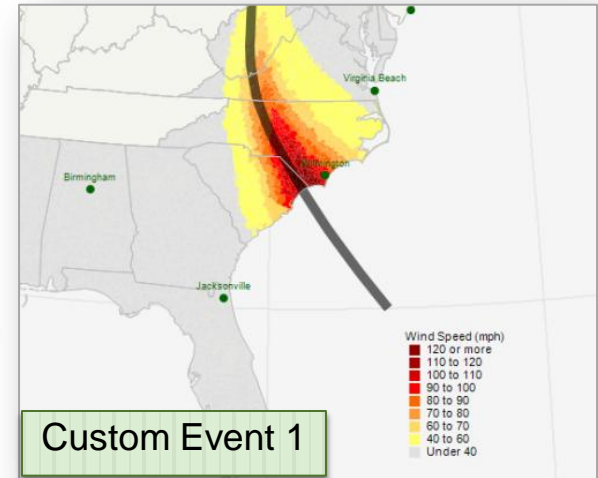 Virginia Beach
Wilmington
Birmingham
Jacksonville
Wind Speed (mph)
120 or more
110 to 120
100 to 110
90 to 100
80 to 90
70 to 80
60 to 70
40 to 60
Under 40
Custom Event 1